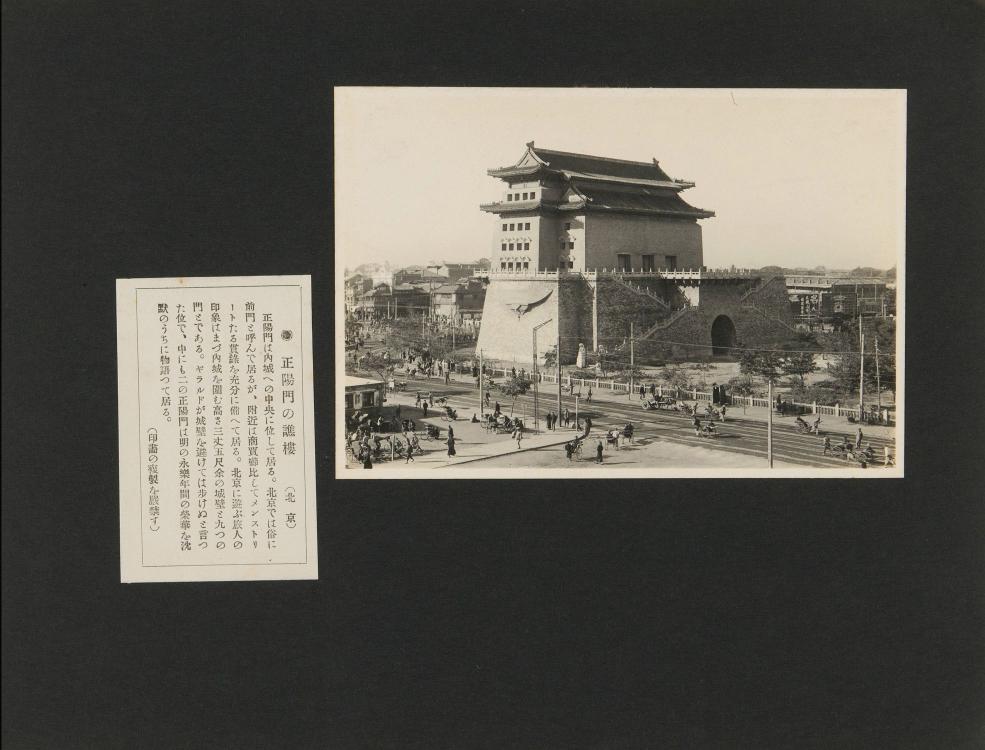 正陽門の譙樓 （北京）
正陽門は內城への中央に位して居る。北京では俗に
前門と呼んで居るが、附近は商賈櫛比してメンストリ
ートたる貫祿を充分に備へて居る。北京に遊ぶ旅人の
印象はまづ內城を圍む高さ三丈五尺余の城壁と九つの
門とである。ギラルドが城壁を避けては步けぬと言つ
た位で、中にも二の正陽門は明の永樂年間の榮華を沈
默のうちに物語つて居る。
（印畫の複製を嚴禁す）